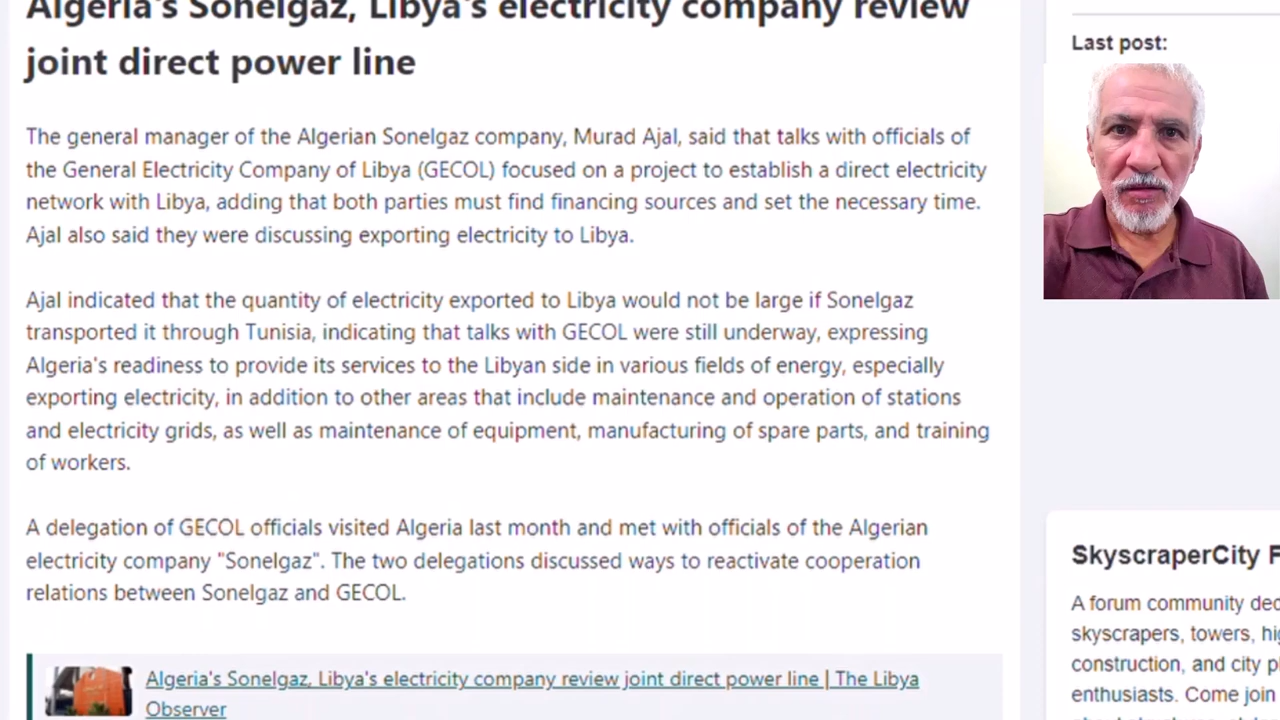 Algeria's Sonelgaz, Libya's electricity company review
joint direct power line
The general manager of the Algerian Sonelgaz company, Murad Ajal, said that talks with officials of
the General Electricity Company of Libya (GECOL) focused on a project to establish a direct electricity
network with Libya, adding that both parties must find financing sources and set the necessary time.
Ajal also said they were discussing exporting electricity to Libya.
Ajal indicated that the quantity of electricity exported to Libya would not be large if Sonelgaz
transported it through Tunisia, indicating that talks with GECOL were still underway, expressing
Algeria's readiness to provide its services to the Libyan side in various fields of energy, especially
exporting electricity, in addition to other areas that include maintenance and operation of stations
and electricity grids, as well as maintenance of equipment, manufacturing of spare parts, and training
of workers.
A delegation of GECOL officials visited Algeria last month and met with officials of the Algerian
electricity company "Sonelgaz". The two delegations discussed ways to reactivate cooperation
relations between Sonelgaz and GECOL.
Algeria's Sonelgaz, Libya's electricity company review joint direct power line | The Libya
Observer
Last post:
SkyscraperCity F
A forum community ded
skyscrapers, towers, hig
construction, and city pl
enthusiasts. Come join